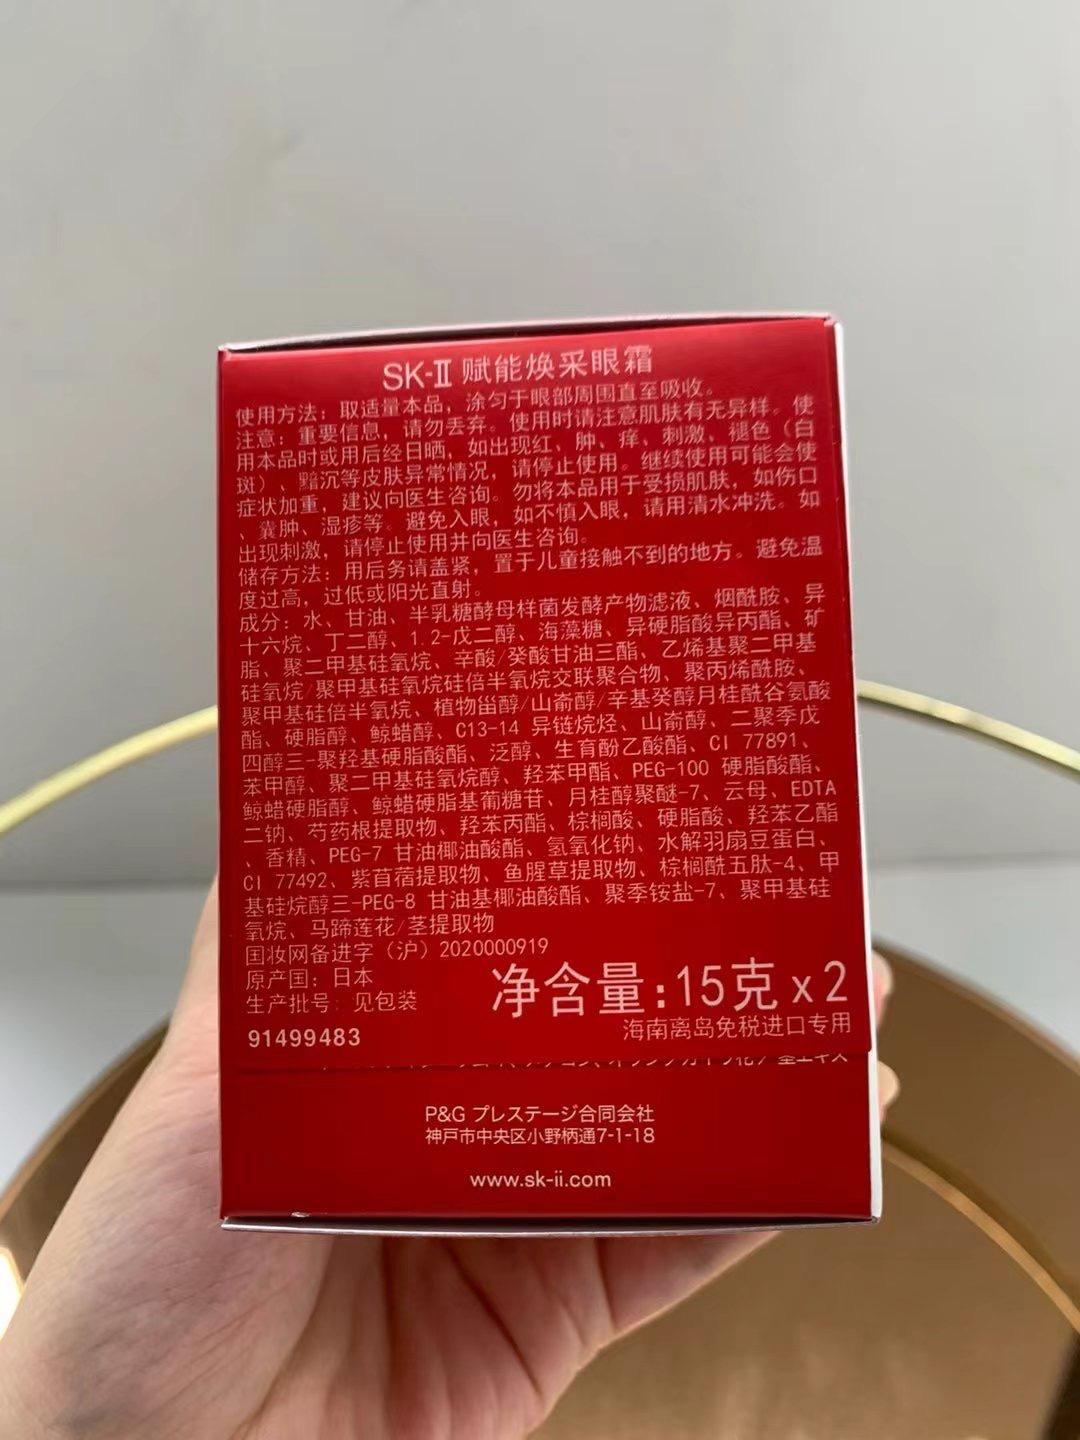 SK-II 赋能焕采眼霜
使用方法：取适量本品，涂匀于眼部周围直至吸收。
注意：重要信息，请勿丢弃。使用时请注意肌肤有无异样。使
用本品时或用后经日晒，如出现红、肿、痒、刺激、褪色（白
斑）、黯沉等皮肤异常情况，请停止使用。继续使用可能会使
症状加重，建议向医生咨询。勿将本品用于受损肌肤，如伤口
、囊肿、湿疹等。避免入眼，如不慎入眼，请用清水冲洗。如
出现刺激，请停止使用并向医生咨询。
储存方法：用后务请盖紧，置于儿童接触不到的地方。避免温
度过高，过低或阳光直射。
成分：水、甘油、半乳糖酵母样菌发酵产物滤液、烟酰胺、异
十六烷、丁二醇、1.2-戊二醇、海藻糖、异硬脂酸异丙酯、矿
脂、聚二甲基硅氧烷、辛酸/癸酸甘油三酯、乙烯基聚二甲基
硅氧烷/聚甲基硅氧烷硅倍半氧烷交联聚合物、聚丙烯酰胺、
聚甲基硅倍半氧烷、植物甾醇/山嵛醇/辛基癸醇月桂酰谷氨酸
酯、硬脂醇、鲸蜡醇、C13-14 异链烷烃、山嵛醇、二聚季戊
四醇三-聚羟基硬脂酸酯、泛醇、生育酚乙酸酯、CI 77891、
苯甲醇、聚二甲基硅氧烷醇、羟苯甲酯、PEG-100 硬脂酸酯、
鲸蜡硬脂醇、鲸蜡硬脂基葡糖苷、月桂醇聚醚-7、云母、EDTA
二钠、芍药根提取物、羟苯丙酯、棕榈酸、硬脂酸、羟苯乙酯
、香精、PEG-7 甘油椰油酸酯、氢氧化钠、水解羽扇豆蛋白、
CI 77492、紫苜蓿提取物、鱼腥草提取物、棕榈酰五肽-4、甲
基硅烷醇三-PEG-8 甘油基椰油酸酯、聚季铵盐-7、聚甲基硅
氧烷、马蹄莲花/茎提取物
国妆网备进字（沪）2020000919
原产国：日本
生产批号：见包装
净含量:15克 x 2
91499483
海南离岛免税进口专用
P&G プレステージ合同会社
神戸市中央区小野柄通7-1-18
www.sk-ii.com